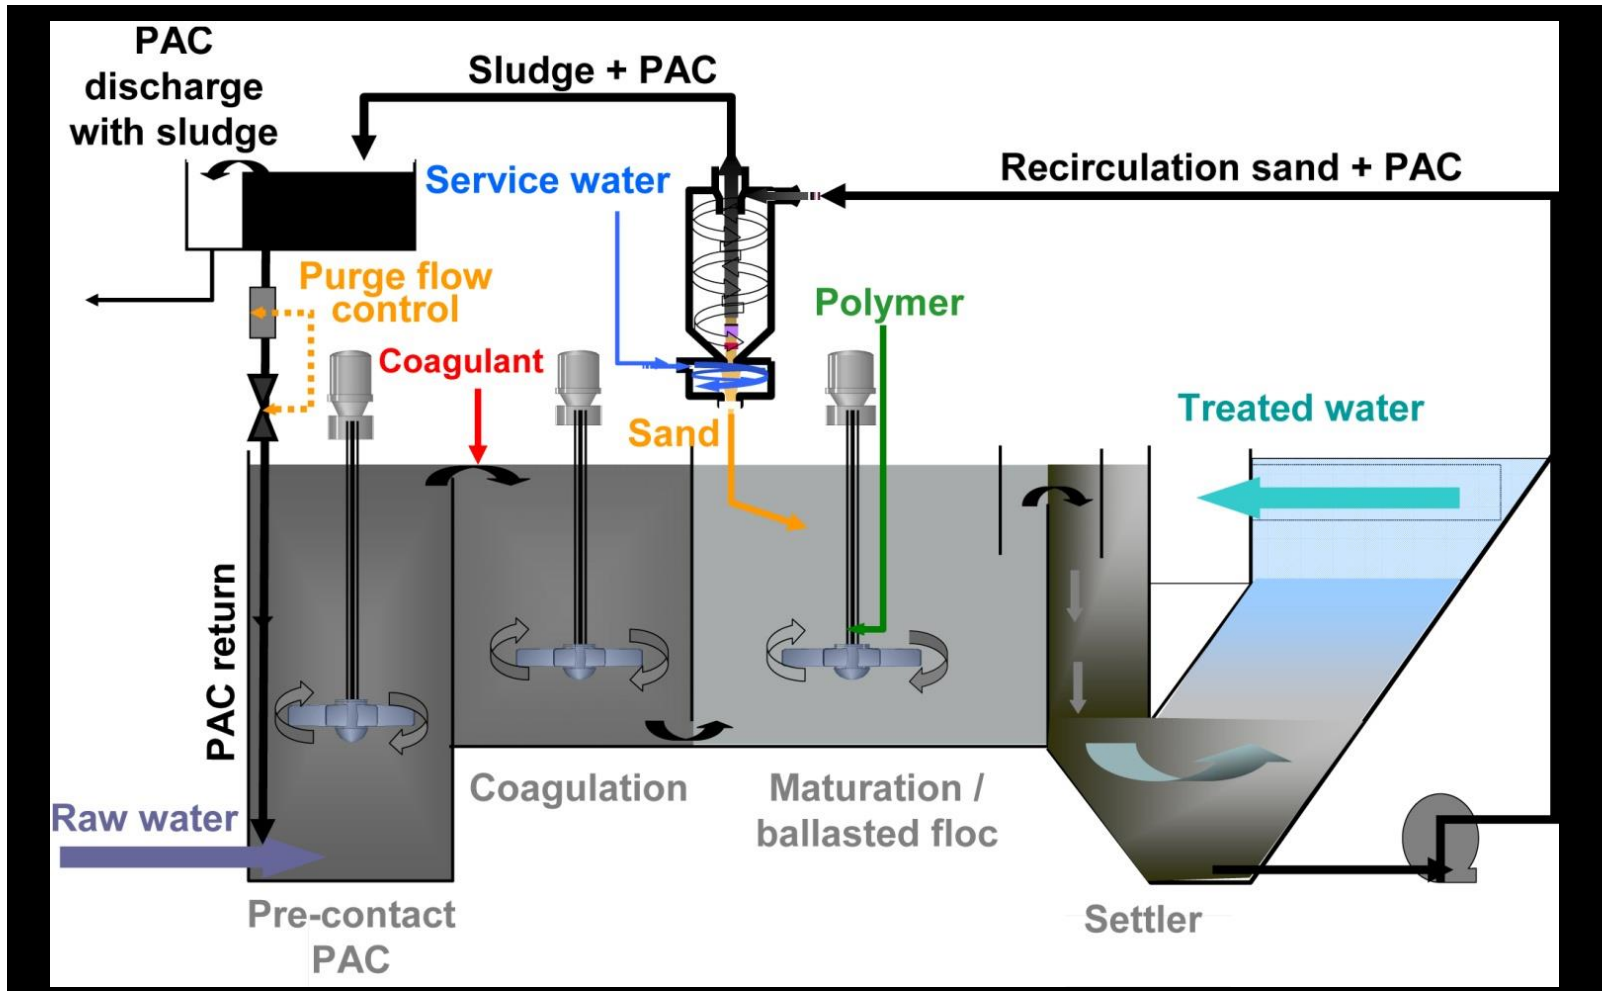 PAC
discharge
with sludge
Sludge + PAC
Service water
Recirculation sand + PAC
Purge flow
control
Polymer
Coagulant
Sand
Treated water
PAC return
Raw water
Coagulation
Maturation /
ballasted floc
Pre-contact
PAC
Settler